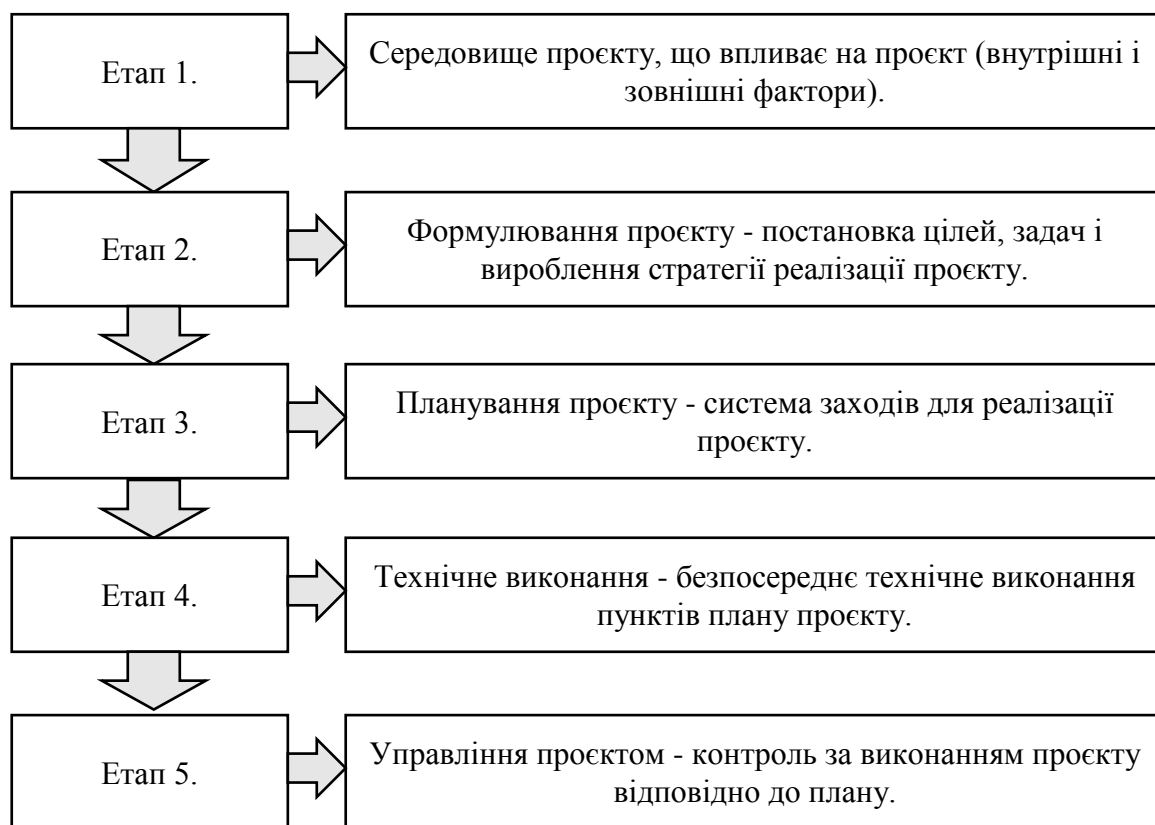 Етап 1.
Середовище проєкту, що впливає на проєкт (внутрішні і
зовнішні фактори).
Етап 2.
Формулювання проєкту - постановка цілей, задач і
вироблення стратегії реалізації проєкту.
Етап 3.
Планування проєкту - система заходів для реалізації
проєкту.
Етап 4.
Технічне виконання - безпосереднє технічне виконання
пунктів плану проєкту.
Етап 5.
Управління проєктом - контроль за виконанням проєкту
відповідно до плану.